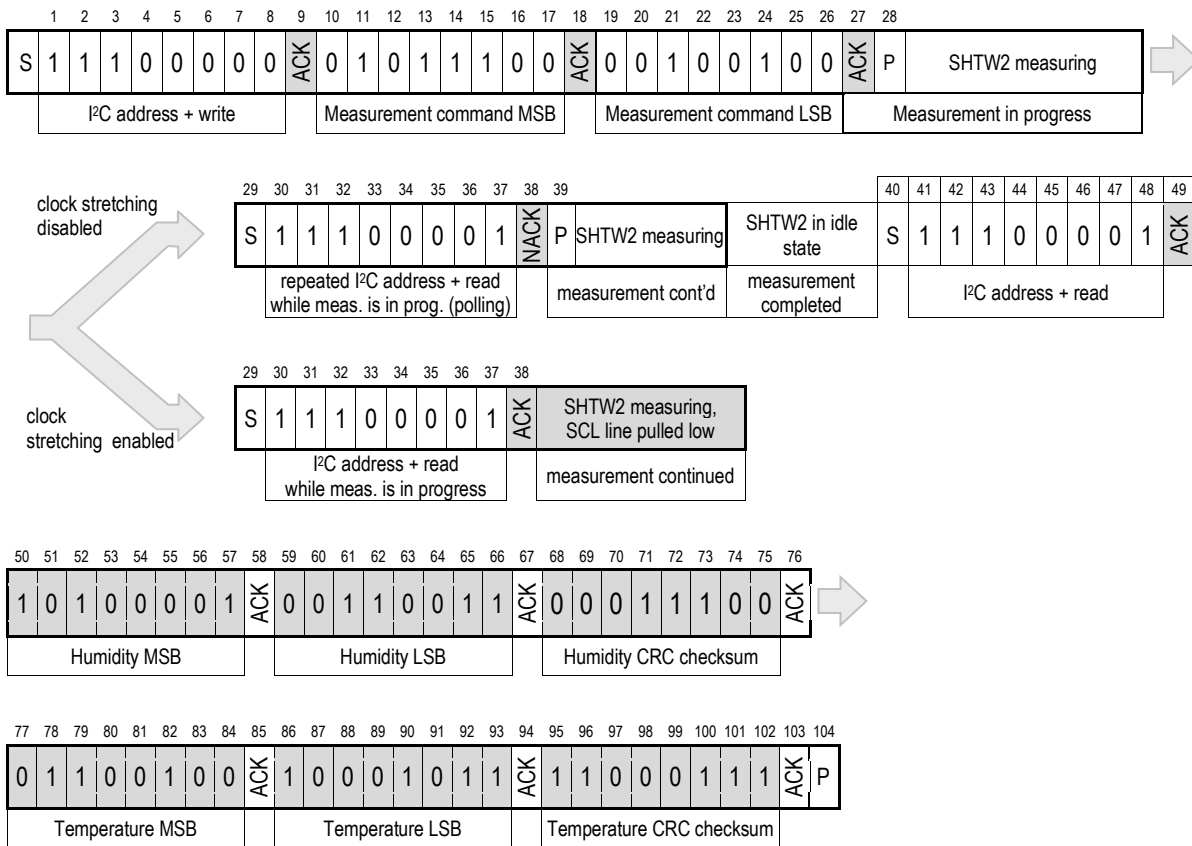 1 2 3 4 5 6 7 8 9 10 11 12 13 14 15 16 17 18 19 20 21 22 23 24 25 26 27 28
S 1 1 1 0 0 0 0 0 ACK 0 1 0 1 1 1 0 0 ACK 0 0 1 0 0 1 0 0 ACK P SHTW2 measuring
I²C address + write Measurement command MSB Measurement command LSB Measurement in progress
clock stretching
disabled
29 30 31 32 33 34 35 36 37 38 39
S 1 1 1 0 0 0 0 1 NACK P SHTW2 measuring
SHTW2 in idle
state
40 41 42 43 44 45 46 47 48 49
S 1 1 1 0 0 0 0 1 ACK
repeated I²C address + read
while meas. is in prog. (polling)
measurement cont'd
measurement
completed
I²C address + read
clock
stretching enabled
29 30 31 32 33 34 35 36 37 38
S 1 1 1 0 0 0 0 1 ACK
SHTW2 measuring,
SCL line pulled low
I²C address + read
while meas. is in progress
measurement continued
50 51 52 53 54 55 56 57 58 59 60 61 62 63 64 65 66 67 68 69 70 71 72 73 74 75 76
1 0 1 0 0 0 0 1 ACK 0 0 1 1 0 0 1 1 ACK 0 0 0 1 1 1 0 0 ACK
Humidity MSB Humidity LSB Humidity CRC checksum
77 78 79 80 81 82 83 84 85 86 87 88 89 90 91 92 93 94 95 96 97 98 99 100 101 102 103 104
0 1 1 0 0 1 0 0 ACK 1 0 0 0 1 0 1 1 ACK 1 1 0 0 0 1 1 1 ACK P
Temperature MSB Temperature LSB Temperature CRC checksum